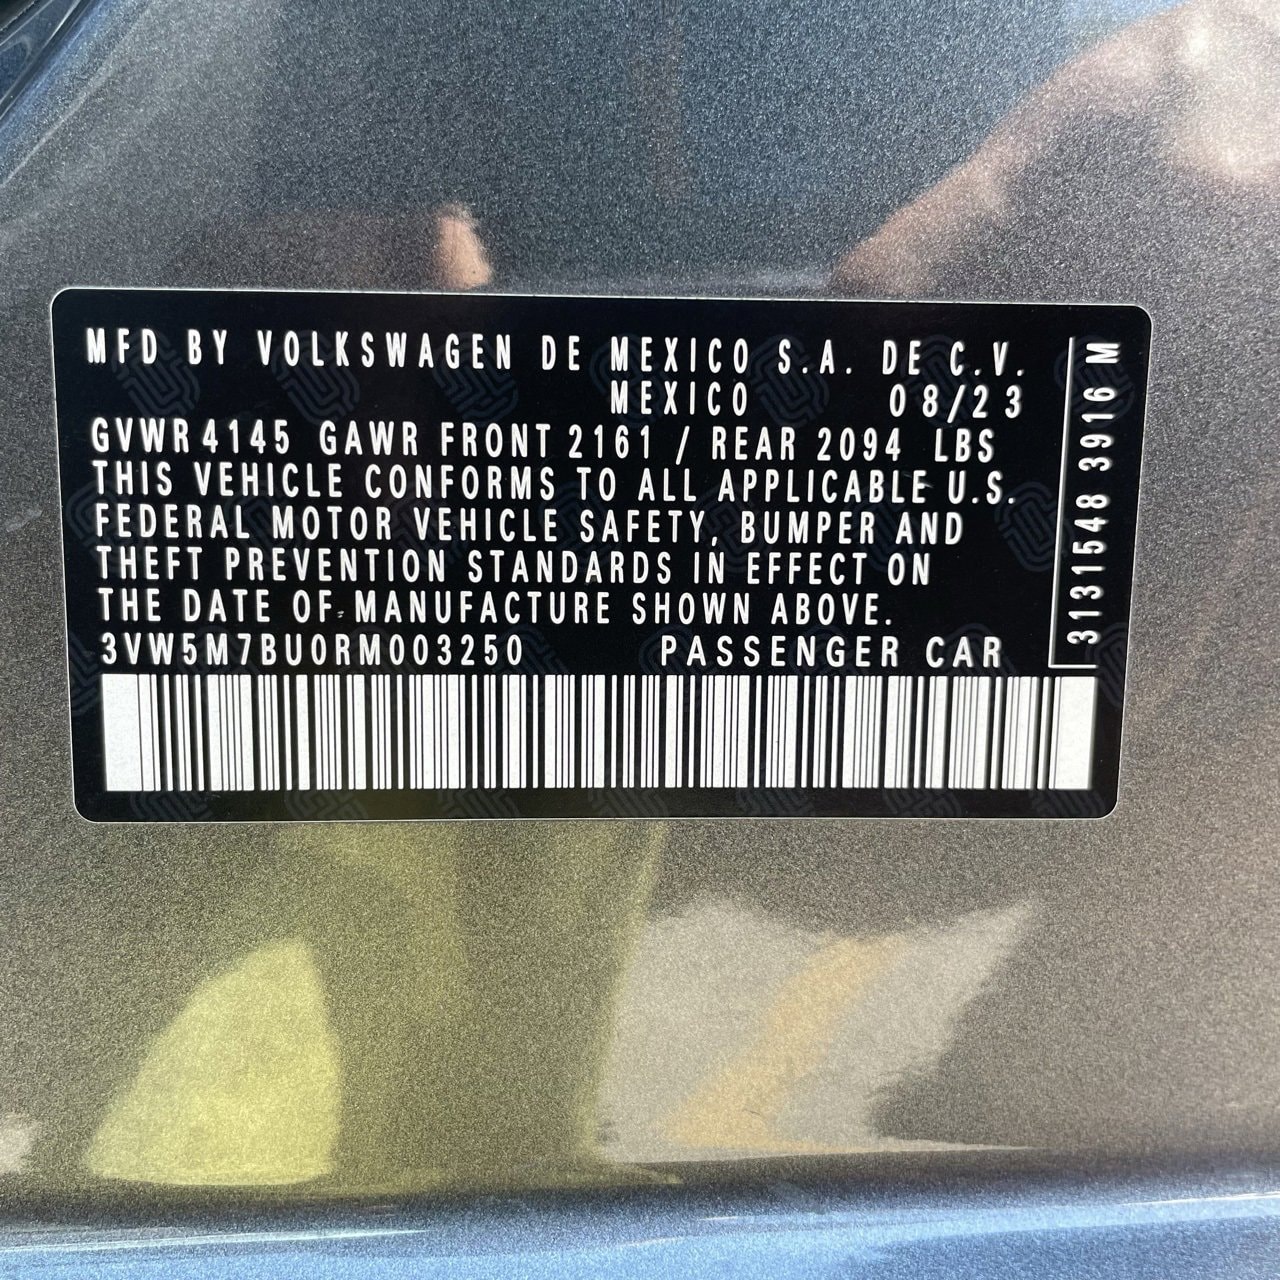 MFD BY VOLKSWAGEN DE MEXICO S.A. DE C.V.
MEXICO 08/23
GVWR 4145 GAWR FRONT 2161 / REAR 2094 LBS
THIS VEHICLE CONFORMS TO ALL APPLICABLE U.S.
FEDERAL MOTOR VEHICLE SAFETY, BUMPER AND
THEFT PREVENTION STANDARDS IN EFFECT ON
THE DATE OF MANUFACTURE SHOWN ABOVE.
3VW5M7BU0RM003250 PASSENGER CAR
3131548 3916 M